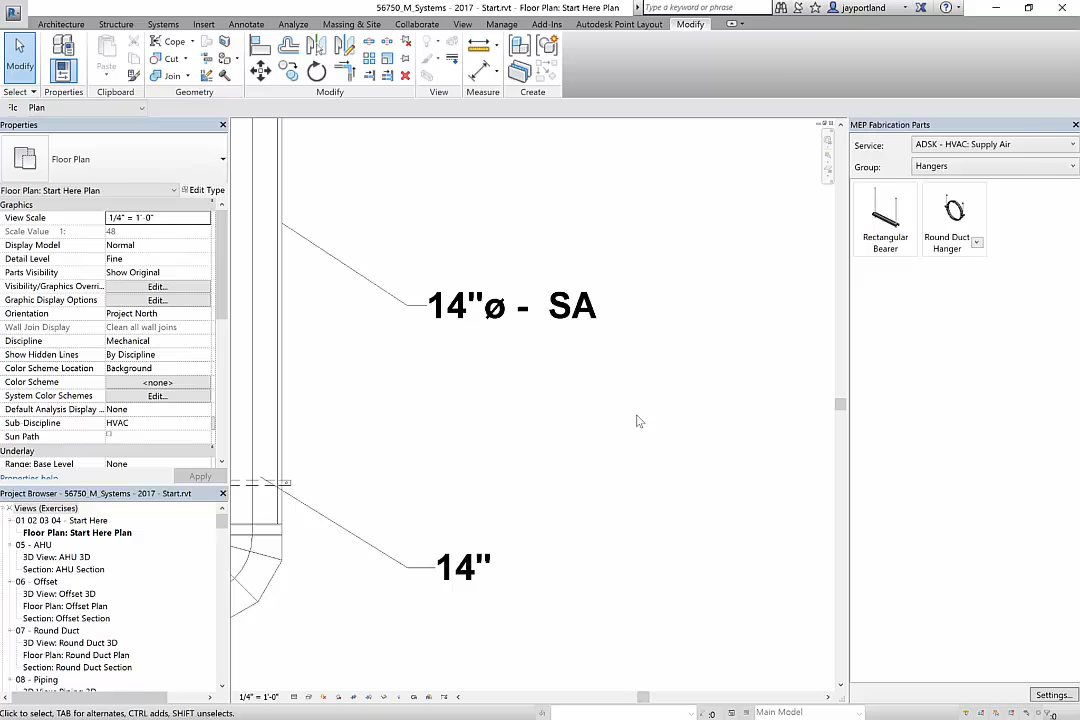 56750_M_Systems - 2017 - Start.rvt - Floor Plan: Start Here Plan
Type a keyword or phrase
jayportland
Architecture Structure Systems Insert Annotate Analyze Massing & Site Collaborate View Manage Add-Ins Autodesk Point Layout Modify
Modify
Paste
Cope
Cut
Join
Select Properties Clipboard Geometry Modify View Measure Create
Plan
Properties
Floor Plan
Floor Plan: Start Here Plan
Edit Type
Graphics
View Scale 1/4" = 1'-0"
Scale Value 1: 48
Display Model Normal
Detail Level Fine
Parts Visibility Show Original
Visibility/Graphics Overri... Edit...
Graphic Display Options Edit...
Orientation Project North
Wall Join Display Clean all wall joins
Discipline Mechanical
Show Hidden Lines By Discipline
Color Scheme Location Background
Color Scheme <none>
System Color Schemes Edit...
Default Analysis Display ... None
Sub-Discipline HVAC
Sun Path
Underlay
Range: Base Level None
Properties help
Apply
Project Browser - 56750_M_Systems - 2017 - Start.rvt
Views (Exercises)
01 02 03 04 - Start Here
Floor Plan: Start Here Plan
05 - AHU
3D View: AHU 3D
Section: AHU Section
06 - Offset
3D View: Offset 3D
Floor Plan: Offset Plan
Section: Offset Section
07 - Round Duct
3D View: Round Duct 3D
Floor Plan: Round Duct Plan
Section: Round Duct Section
08 - Piping
14"ø - SA
14"
1/4" = 1'-0"
MEP Fabrication Parts
Service: ADSK - HVAC: Supply Air
Group: Hangers
Rectangular Bearer
Round Duct Hanger
Settings...
Click to select, TAB for alternates, CTRL adds, SHIFT unselects.
:0
Main Model
:0